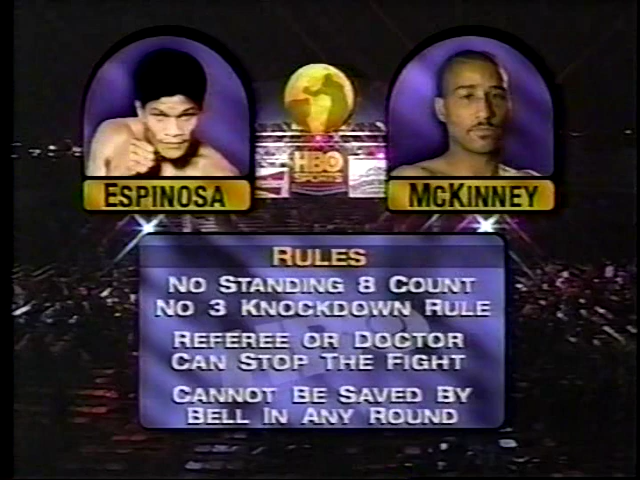 ESPINOSA
MCKINNEY
HBO
SPORTS
RULES
NO STANDING 8 COUNT
NO 3 KNOCKDOWN RULE
REFEREE OR DOCTOR
CAN STOP THE FIGHT
CANNOT BE SAVED BY
BELL IN ANY ROUND